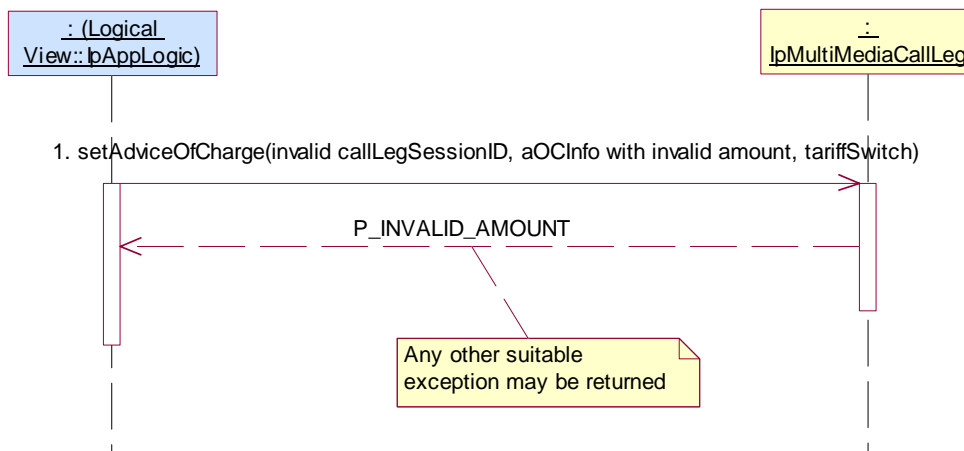 : (Logical
View::IpAppLogic)
:
IpMultiMediaCallLeg
1. setAdviceOfCharge(invalid callLegSessionID, aOCInfo with invalid amount, tariffSwitch)
P_INVALID_AMOUNT
Any other suitable
exception may be returned